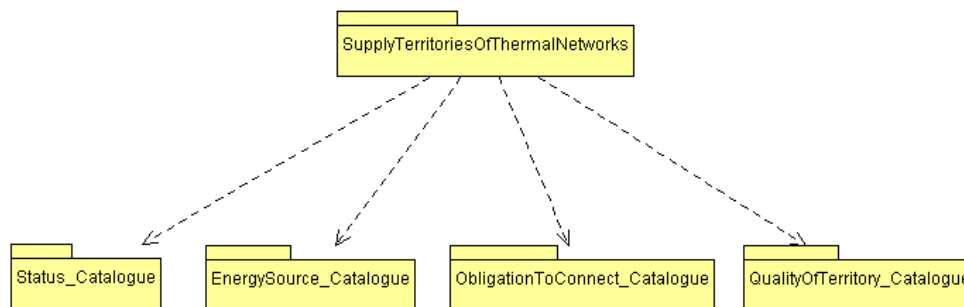 SupplyTerritoriesOfThermalNetworks
Status_Catalogue
EnergySource_Catalogue
ObligationToConnect_Catalogue
QualityOfTerritory_Catalogue